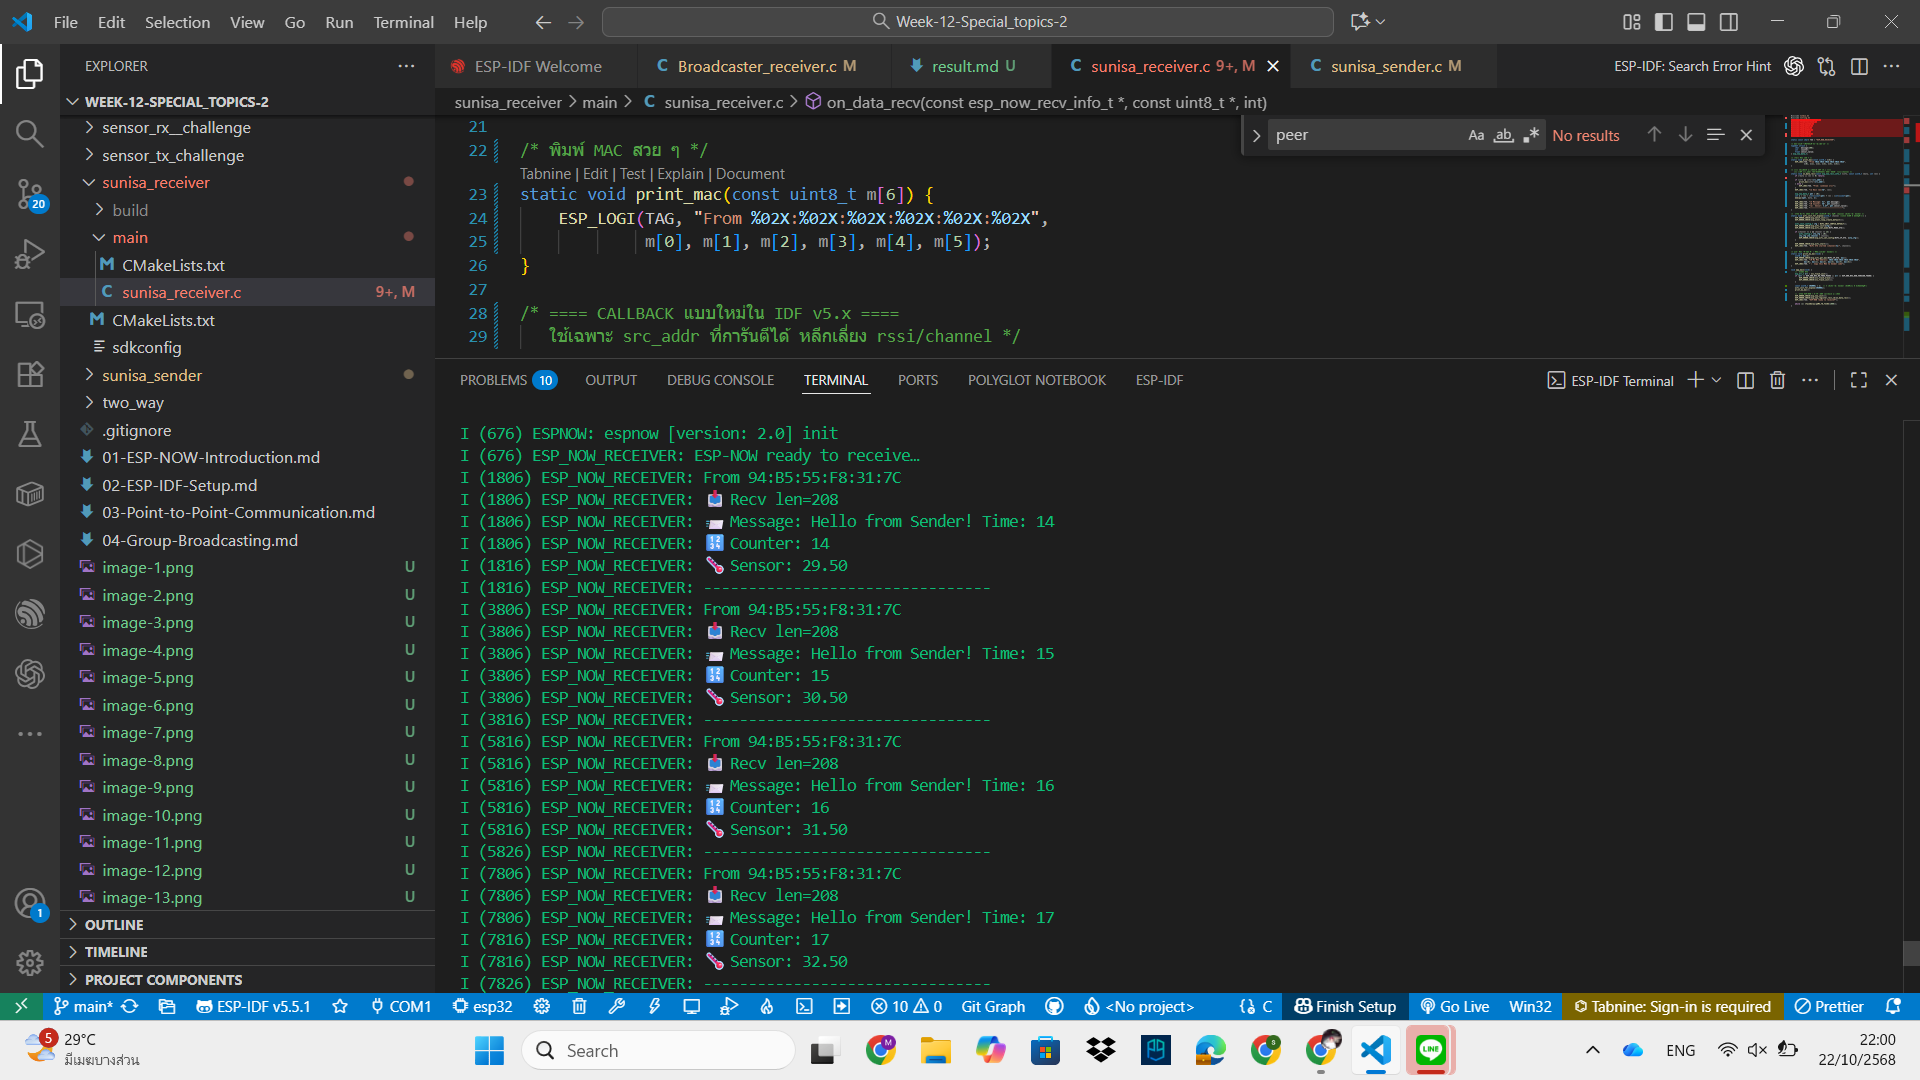 File Edit Selection View Go Run Terminal Help
Week-12-Special_topics-2
EXPLORER
WEEK-12-SPECIAL_TOPICS-2
sensor_rx__challenge
sensor_tx_challenge
sunisa_receiver
build
main
CMakeLists.txt
sunisa_receiver.c 9+, M
CMakeLists.txt
sdkconfig
sunisa_sender
two_way
.gitignore
01-ESP-NOW-Introduction.md
02-ESP-IDF-Setup.md
03-Point-to-Point-Communication.md
04-Group-Broadcasting.md
image-1.png U
image-2.png U
image-3.png U
image-4.png U
image-5.png U
image-6.png U
image-7.png U
image-8.png U
image-9.png U
image-10.png U
image-11.png U
image-12.png U
image-13.png U
OUTLINE
TIMELINE
PROJECT COMPONENTS
20
1
ESP-IDF Welcome
C Broadcaster_receiver.c M
result.md U
C sunisa_receiver.c 9+, M
C sunisa_sender.c M
ESP-IDF: Search Error Hint
sunisa_receiver > main > C sunisa_receiver.c > on_data_recv(const esp_now_recv_info_t *, const uint8_t *, int)
peer Aa ab No results
21
22 /* พิมพ์ MAC สวย ๆ */
Tabnine | Edit | Test | Explain | Document
23 static void print_mac(const uint8_t m[6]) {
24 ESP_LOGI(TAG, "From %02X:%02X:%02X:%02X:%02X:%02X",
25 m[0], m[1], m[2], m[3], m[4], m[5]);
26 }
27
28 /* ==== CALLBACK แบบใหม่ใน IDF v5.x ====
29 ใช้เฉพาะ src_addr ที่การันตีได้ หลีกเลี่ยง rssi/channel */
PROBLEMS 10 OUTPUT DEBUG CONSOLE TERMINAL PORTS POLYGLOT NOTEBOOK ESP-IDF
ESP-IDF Terminal
I (676) ESPNOW: espnow [version: 2.0] init
I (676) ESP_NOW_RECEIVER: ESP-NOW ready to receive…
I (1806) ESP_NOW_RECEIVER: From 94:B5:55:F8:31:7C
I (1806) ESP_NOW_RECEIVER: 📥 Recv len=208
I (1806) ESP_NOW_RECEIVER: 📨 Message: Hello from Sender! Time: 14
I (1806) ESP_NOW_RECEIVER: 🔢 Counter: 14
I (1816) ESP_NOW_RECEIVER: 🌡 Sensor: 29.50
I (1816) ESP_NOW_RECEIVER: --------------------------------
I (3806) ESP_NOW_RECEIVER: From 94:B5:55:F8:31:7C
I (3806) ESP_NOW_RECEIVER: 📥 Recv len=208
I (3806) ESP_NOW_RECEIVER: 📨 Message: Hello from Sender! Time: 15
I (3806) ESP_NOW_RECEIVER: 🔢 Counter: 15
I (3806) ESP_NOW_RECEIVER: 🌡 Sensor: 30.50
I (3816) ESP_NOW_RECEIVER: --------------------------------
I (5816) ESP_NOW_RECEIVER: From 94:B5:55:F8:31:7C
I (5816) ESP_NOW_RECEIVER: 📥 Recv len=208
I (5816) ESP_NOW_RECEIVER: 📨 Message: Hello from Sender! Time: 16
I (5816) ESP_NOW_RECEIVER: 🔢 Counter: 16
I (5816) ESP_NOW_RECEIVER: 🌡 Sensor: 31.50
I (5826) ESP_NOW_RECEIVER: --------------------------------
I (7806) ESP_NOW_RECEIVER: From 94:B5:55:F8:31:7C
I (7806) ESP_NOW_RECEIVER: 📥 Recv len=208
I (7806) ESP_NOW_RECEIVER: 📨 Message: Hello from Sender! Time: 17
I (7816) ESP_NOW_RECEIVER: 🔢 Counter: 17
I (7816) ESP_NOW_RECEIVER: 🌡 Sensor: 32.50
I (7826) ESP_NOW_RECEIVER: --------------------------------
main* ESP-IDF v5.5.1 COM1 esp32 10 0 Git Graph <No project> {} C Finish Setup Go Live Win32 Tabnine: Sign-in is required Prettier
5 29°C
มีเมฆบางส่วน
Search
LINE
ENG
22:00
22/10/2568